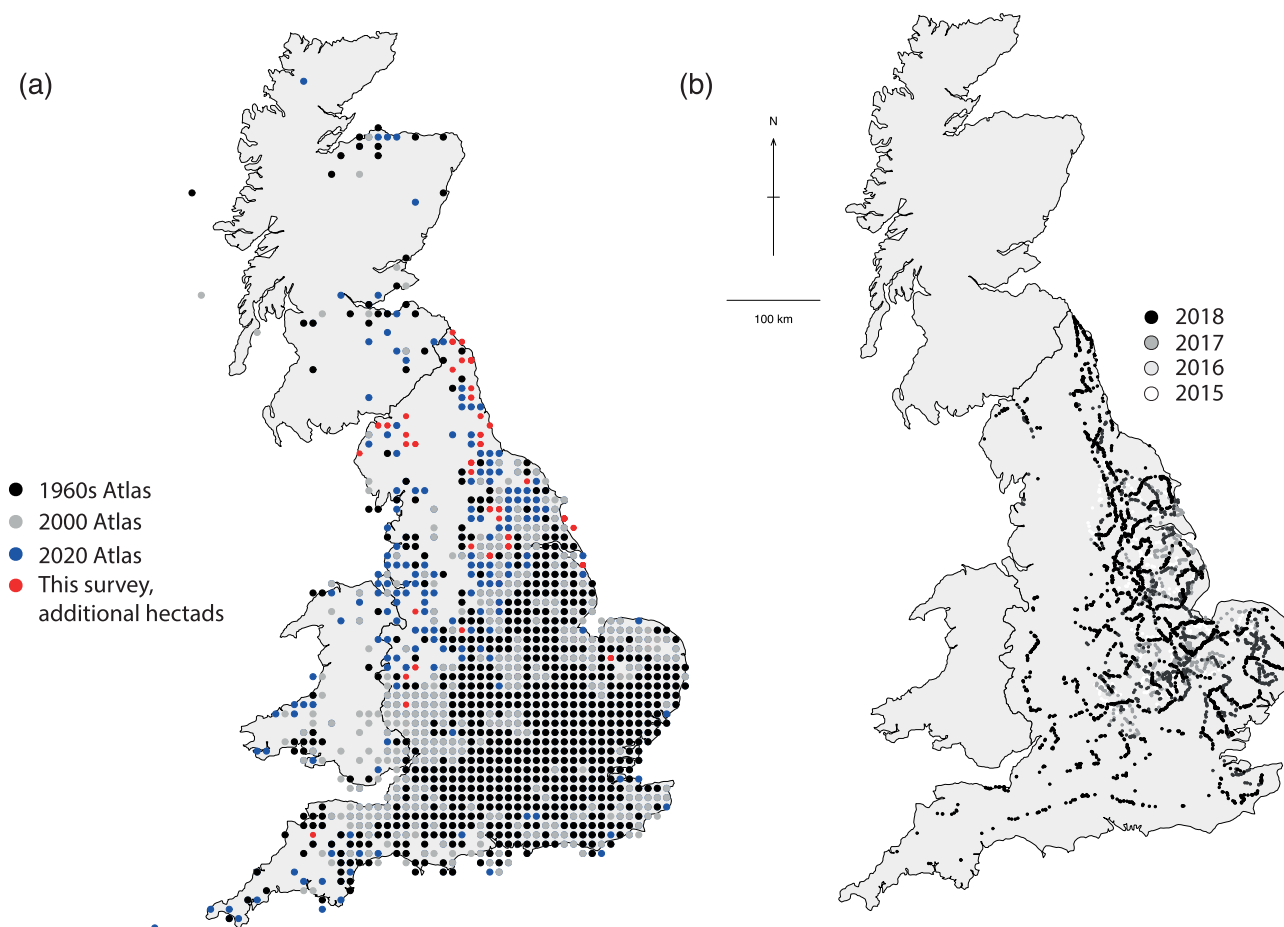 (a)
1960s Atlas
2000 Atlas
2020 Atlas
This survey,
additional hectads
(b)
N
100 km
2018
2017
2016
2015